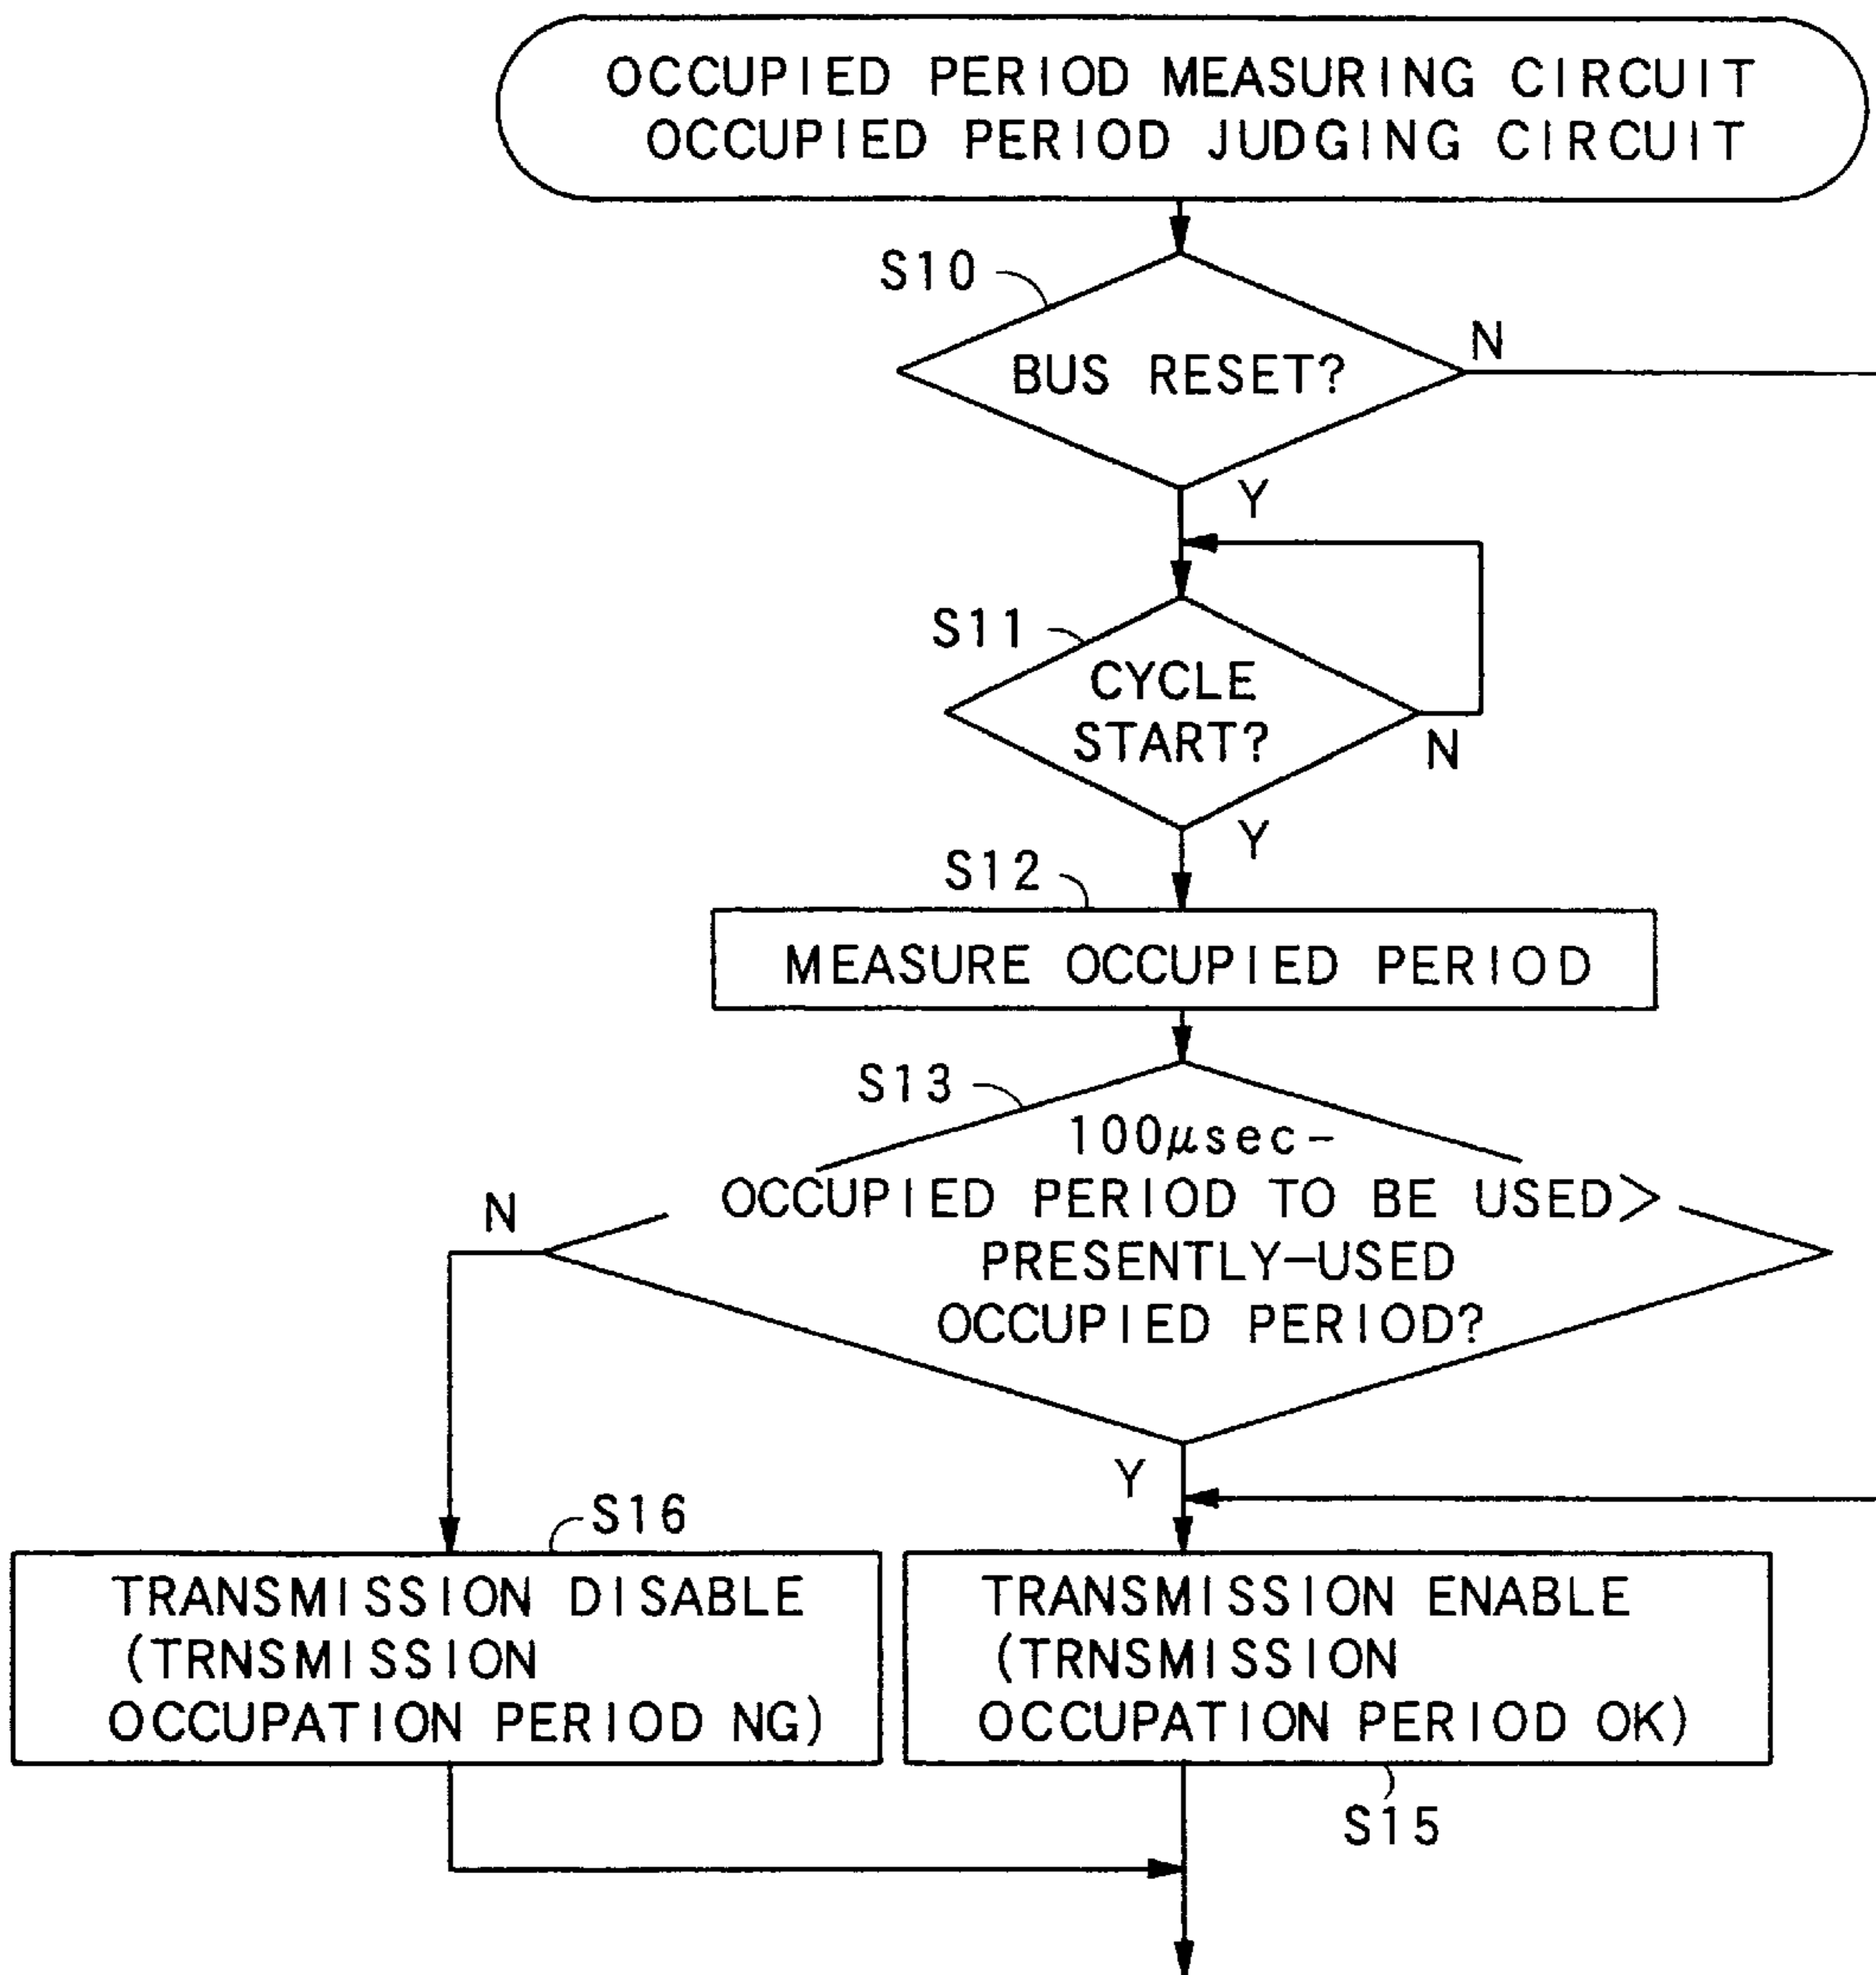 OCCUPIED PERIOD MEASURING CIRCUIT
OCCUPIED PERIOD JUDGING CIRCUIT
S10
BUS RESET?
N
Y
S11
CYCLE
START?
N
Y
S12
MEASURE OCCUPIED PERIOD
S13
100μsec-
OCCUPIED PERIOD TO BE USED>
PRESENTLY-USED
OCCUPIED PERIOD?
N
Y
S16
TRANSMISSION DISABLE
(TRNSMISSION
OCCUPATION PERIOD NG)
TRANSMISSION ENABLE
(TRNSMISSION
OCCUPATION PERIOD OK)
S15